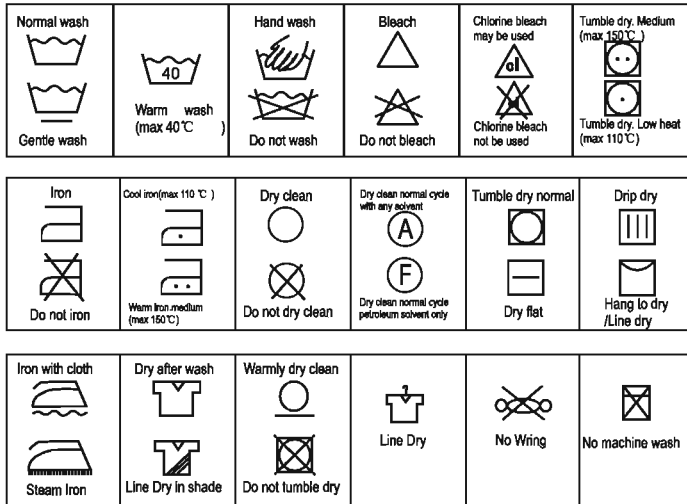 Normal wash
Gentle wash
40
Warm wash
(max 40℃ )
Hand wash
Do not wash
Bleach
Do not bleach
Chlorine bleach
may be used
cl
cl
Chlorine bleach
not be used
Tumble dry. Medium
(max 150℃ )
Tumble dry. Low heat
(max 110℃)
Iron
Do not iron
Cool iron(max 110 ℃ )
Warm Iron.medium
(max 150℃)
Dry clean
Do not dry clean
Dry clean normal cycle
with any solvent
A
F
Dry clean normal cycle
petroleum solvent only
Tumble dry normal
Dry flat
Drip dry
Hang lo dry
/Line dry
Iron with cloth
Steam Iron
Dry after wash
Line Dry in shade
Warmly dry clean
Do not tumble dry
Line Dry
No Wring
No machine wash